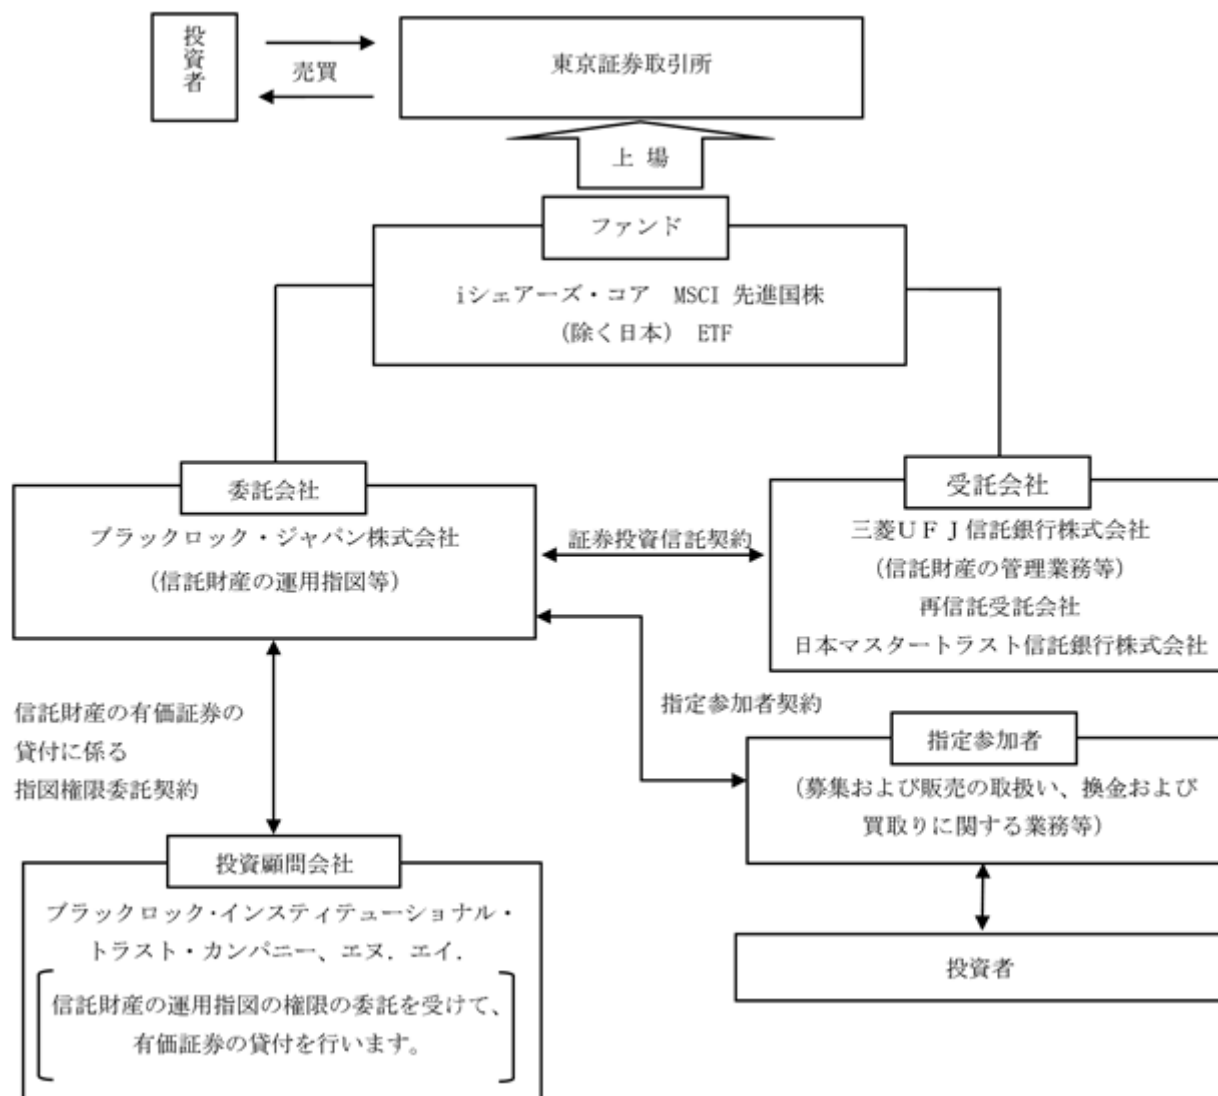 投資者
売買
東京証券取引所
上 場
ファンド
iシェアーズ・コア MSCI 先進国株
(除く日本) ETF
委託会社
ブラックロック・ジャパン株式会社
(信託財産の運用指図等)
証券投資信託契約
受託会社
三菱UFJ信託銀行株式会社
(信託財産の管理業務等)
再信託受託会社
日本マスタートラスト信託銀行株式会社
信託財産の有価証券の
貸付に係る
指図権限委託契約
指定参加者契約
指定参加者
(募集および販売の取扱い、換金および
買取りに関する業務等)
投資者
投資顧問会社
ブラックロック・インスティテューショナル・
トラスト・カンパニー、エヌ．エイ．
信託財産の運用指図の権限の委託を受けて、
有価証券の貸付を行います。